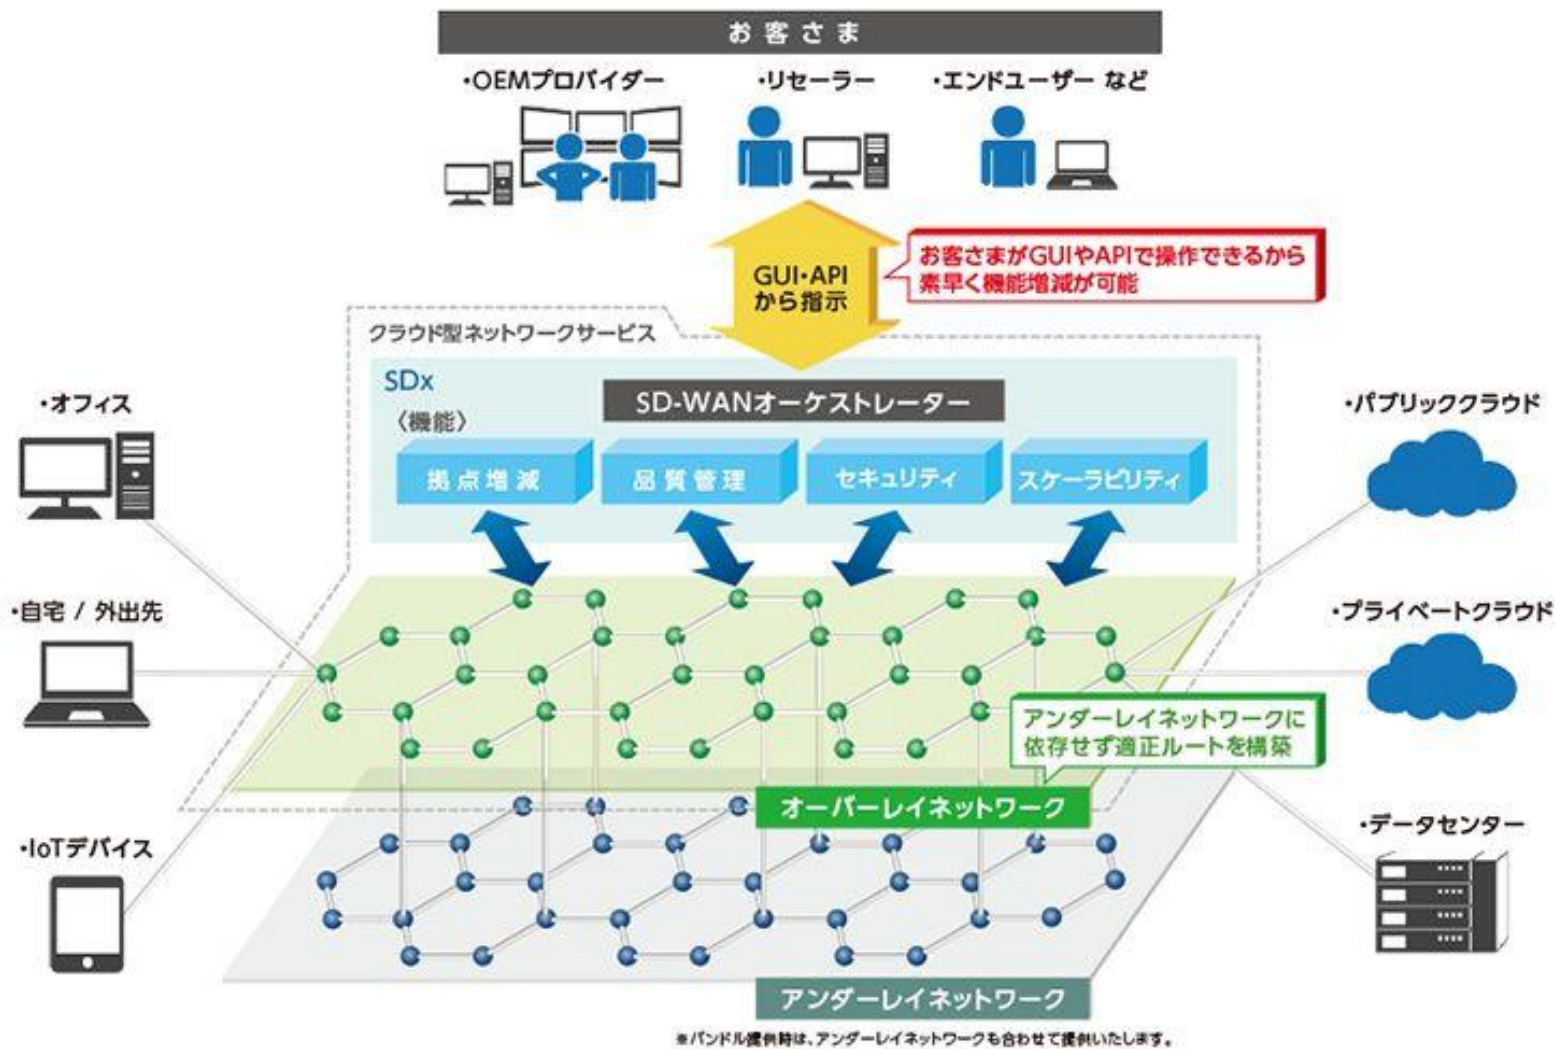 お客さま
・OEMプロバイダー
・リセーラー
・エンドユーザー など
GUI・API
から指示
お客さまがGUIやAPIで操作できるから
素早く機能増減が可能
クラウド型ネットワークサービス
SDx
〈機能〉
SD-WANオーケストレーター
拠点増減
品質管理
セキュリティ
スケーラビリティ
・オフィス
・自宅 / 外出先
・IoTデバイス
・パブリッククラウド
・プライベートクラウド
・データセンター
アンダーレイネットワークに
依存せず適正ルートを構築
オーバーレイネットワーク
アンダーレイネットワーク
※バンドル提供時は、アンダーレイネットワークも合わせて提供いたします。